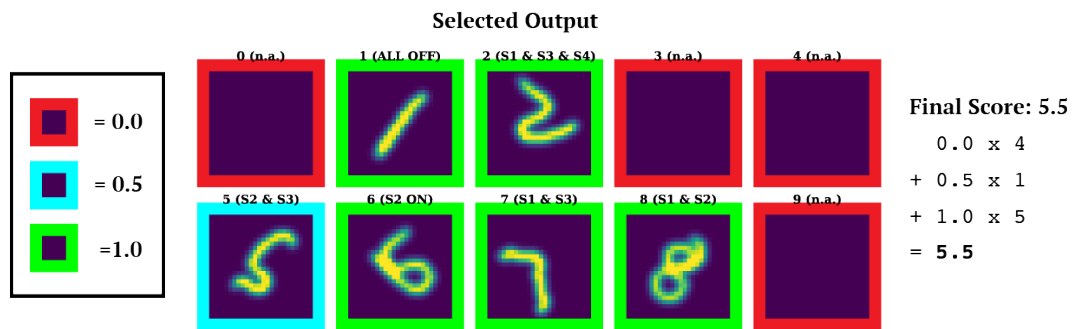 Selected Output
0 (n.a.)
1 (ALL OFF)
2 (S1 & S3 & S4)
3 (n.a.)
4 (n.a.)
= 0.0
= 0.5
=1.0
5 (S2 & S3)
6 (S2 ON)
7 (S1 & S3)
8 (S1 & S2)
9 (n.a.)
Final Score: 5.5
0.0 x 4
+ 0.5 x 1
+ 1.0 x 5
= 5.5